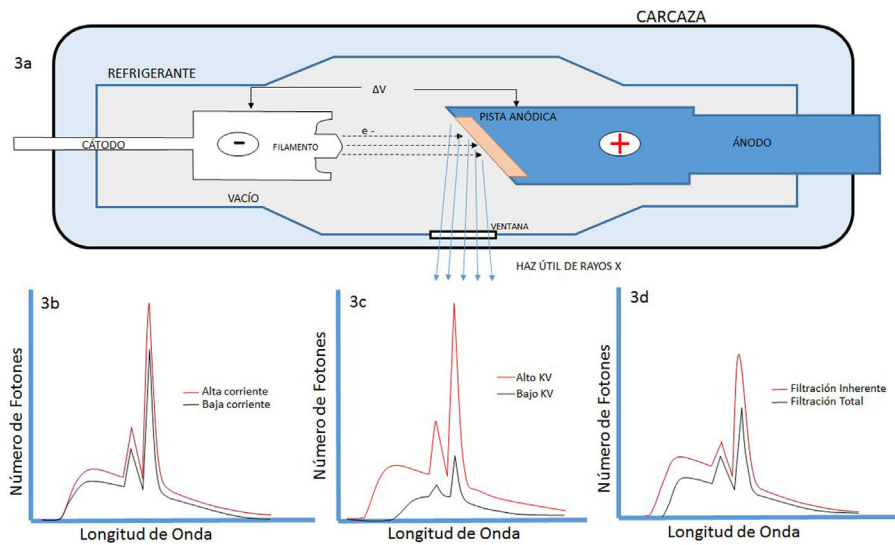 CARCAZA
3a
REFRIGERANTE
ΔV
PISTA ANÓDICA
CÁTODO
-
FILAMENTO
e -
+
ÁNODO
VACÍO
VENTANA
HAZ ÚTIL DE RAYOS X
3b
Número de Fotones
Alta corriente
Baja corriente
Longitud de Onda
3c
Número de Fotones
Alto KV
Bajo KV
Longitud de Onda
3d
Número de Fotones
Filtración Inherente
Filtración Total
Longitud de Onda